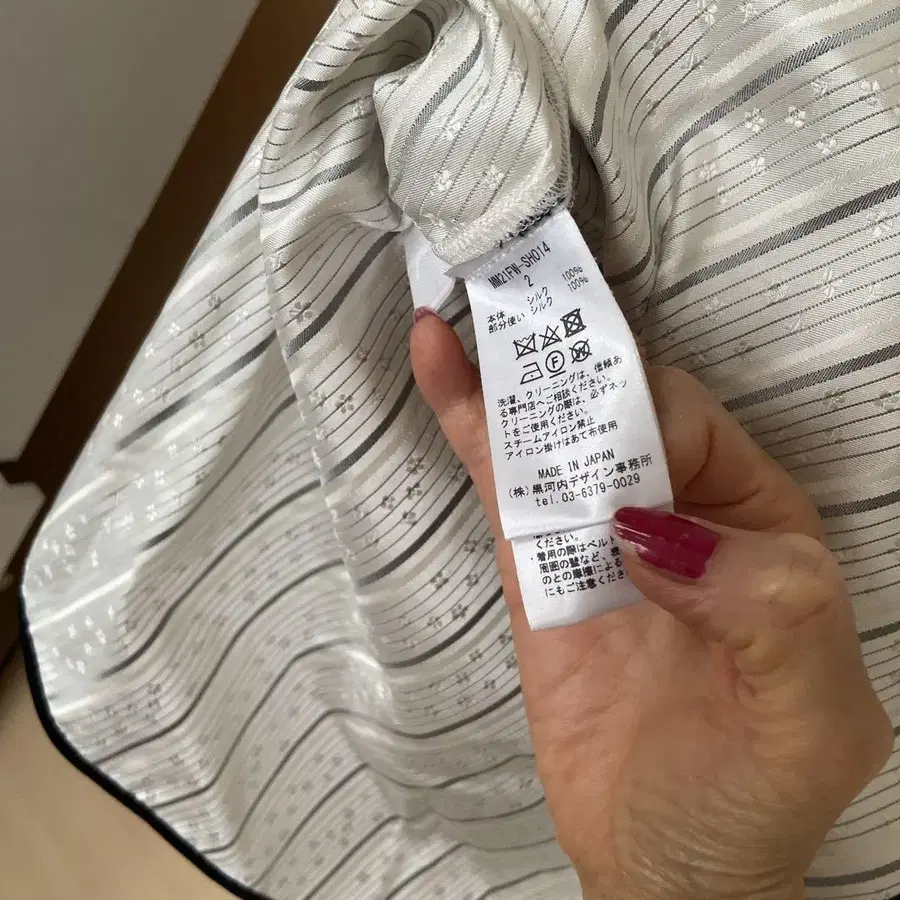 MM21FW-SH014
2
本体 シルク 100%
部分使い シルク 100%
F
洗濯、クリーニングは、信頼あ
る専門店へご相談ください。
クリーニングの際は、必ずネッ
トをご使用ください。
スチームアイロン禁止
アイロン掛けはあて布使用
MADE IN JAPAN
(株)黒河内デザイン事務所
tel.03-6379-0029
ください。
・着用の際はベルト
周囲の鬘など、表
のとの摩擦による
にもご注意くだ